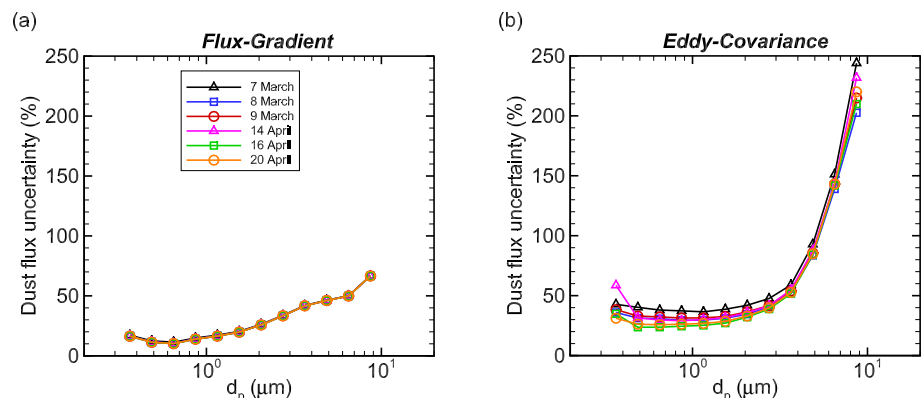 (a)
Flux-Gradient
Dust flux uncertainty (%)
250
200
150
100
50
0
7 March
8 March
9 March
14 April
16 April
20 April
10⁰
10¹
dₚ (μm)
(b)
Eddy-Covariance
Dust flux uncertainty (%)
250
200
150
100
50
0
10⁰
10¹
dₚ (μm)